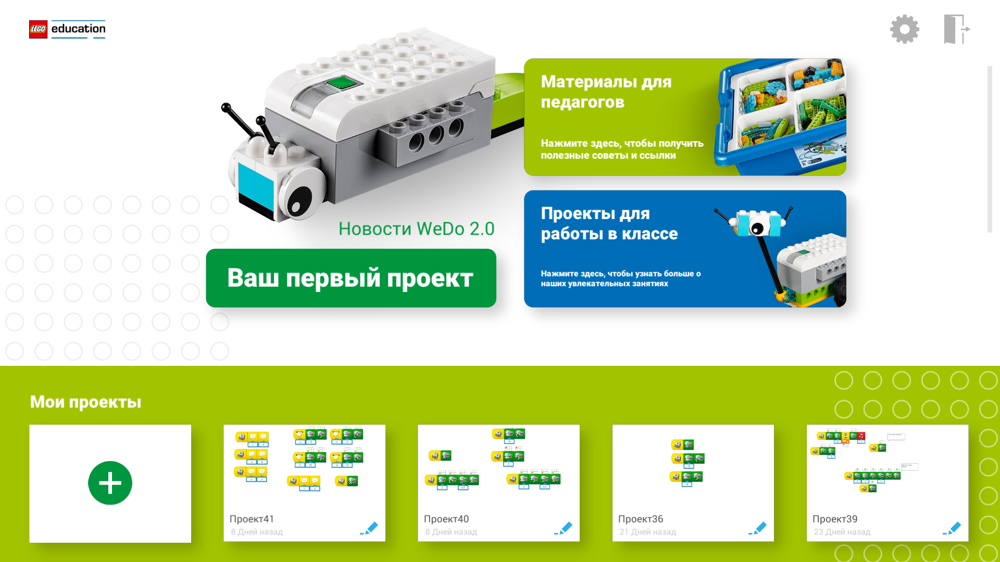 LEGO education
Материалы для
педагогов
Нажмите здесь, чтобы получить
полезные советы и ссылки
Новости WeDo 2.0
Ваш первый проект
Проекты для
работы в классе
Нажмите здесь, чтобы узнать больше о
наших увлекательных занятиях
Мои проекты
Проект41
8 Дней назад
Проект40
8 Дней назад
Проект36
21 Дней назад
Проект39
23 Дней назад